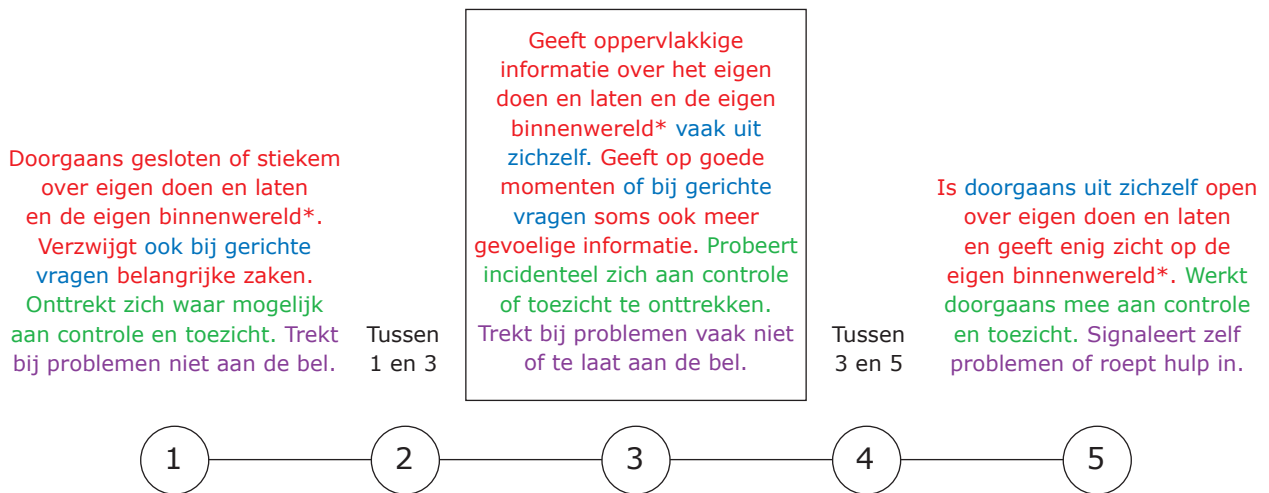 Doorgaans gesloten of stiekem
over eigen doen en laten
en de eigen binnenwereld*.
Verzwijgt ook bij gerichte
vragen belangrijke zaken.
Onttrekt zich waar mogelijk
aan controle en toezicht. Trekt
bij problemen niet aan de bel.
Tussen
1 en 3
Geeft oppervlakkige
informatie over het eigen
doen en laten en de eigen
binnenwereld* vaak uit
zichzelf. Geeft op goede
momenten of bij gerichte
vragen soms ook meer
gevoelige informatie. Probeert
incidenteel zich aan controle
of toezicht te onttrekken.
Trekt bij problemen vaak niet
of te laat aan de bel.
Tussen
3 en 5
Is doorgaans uit zichzelf open
over eigen doen en laten
en geeft enig zicht op de
eigen binnenwereld*. Werkt
doorgaans mee aan controle
en toezicht. Signaleert zelf
problemen of roept hulp in.
1
2
3
4
5